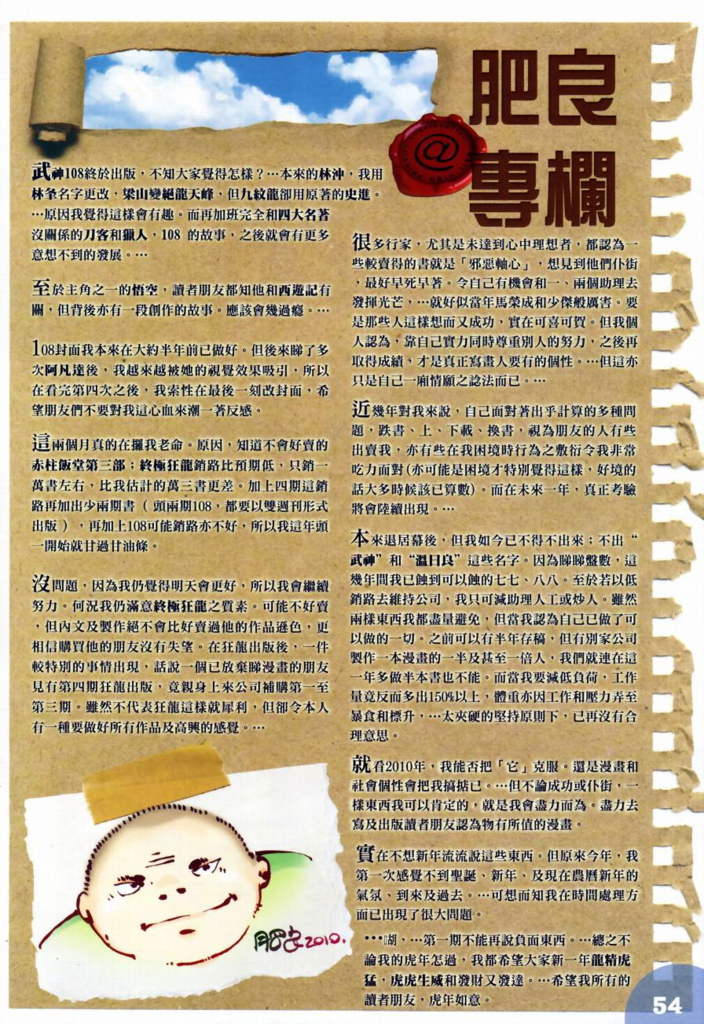 肥良
專欄
@
武神108終於出版，不知大家覺得怎樣？…本來的林沖，我用
林夆名字更改，梁山變絕龍天峰，但九紋龍卻用原著的史進。
…原因我覺得這樣會有趣。而再加班完全和四大名著
沒關係的刀客和獵人，108 的故事，之後就會有更多
意想不到的發展。…
至於主角之一的悟空，讀者朋友都知他和西遊記有
關，但背後亦有一段創作的故事。應該會幾過癮。…
108封面我本來在大約半年前已做好。但後來睇了多
次阿凡達後，我越來越被她的視覺效果吸引，所以
在看完第四次之後，我索性在最後一刻改封面，希
望朋友們不要對我這心血來潮一著反感。
這兩個月真的在攞我老命。原因，知道不會好賣的
赤柱飯堂第三部；終極狂龍銷路比預期低，只銷一
萬書左右，比我估計的萬三書更差。加上四期這銷
路再加出少兩期書（頭兩期108，都要以雙週刊形式
出版），再加上108可能銷路亦不好，所以我這年頭
一開始就甘過甘油條。
沒問題，因為我仍覺得明天會更好，所以我會繼續
努力。何況我仍滿意終極狂龍之質素。可能不好賣
，但內文及製作絕不會比好賣過他的作品遜色，更
相信購買他的朋友沒有失望。在狂龍出版後，一件
較特別的事情出現，話說一個已放棄睇漫畫的朋友
見有第四期狂龍出版，竟親身上來公司補購第一至
第三期。雖然不代表狂龍這樣就犀利，但卻令本人
有一種要做好所有作品及高興的感覺。…
肥良2010.
很多行家，尤其是未達到心中理想者，都認為一
些較賣得的書就是「邪惡軸心」，想見到他們仆街
，最好早死早著。令自己有機會和一、兩個助理去
發揮光芒，…就好似當年馬榮成和少傑般厲害。要
是那些人這樣想而又成功，實在可喜可賀。但我個
人認為，靠自己實力同時尊重別人的努力，之後再
取得成績，才是真正寫畫人要有的個性。…但這亦
只是自己一廂情願之諗法而已。…
近幾年對我來說，自己面對著出乎計算的多種問
題，跌書、上、下載、換書，視為朋友的人有些
出賣我，亦有些在我困境時行為之敷衍令我非常
吃力面對(亦可能是困境才特別覺得這樣，好境的
話大多時候該已算數)。而在未來一年，真正考驗
將會陸續出現。…
本來退居幕後，但我如今已不得不出來；不出“
武神”和“溫日良”這些名字。因為睇睇盤數，這
幾年間我已蝕到可以蝕的七七、八八。至於若以低
銷路去維持公司，我只可減助理人工或炒人。雖然
兩樣東西我都盡量避免，但當我認為自己已做了可
以做的一切。之前可以有半年存稿，但有別家公司
製作一本漫畫的一半及甚至一倍人，我們就連在這
一年多做半本書也不能。而當我要減低負荷，工作
量竟反而多出150%以上，體重亦因工作和壓力弄至
暴食和標升，…太夾硬的堅持原則下，已再沒有合
理意思。
就看2010年，我能否把「它」克服。還是漫畫和
社會個性會把我搞掂已。…但不論成功或仆街，一
樣東西我可以肯定的，就是我會盡力而為。盡力去
寫及出版讀者朋友認為物有所值的漫畫。
實在不想新年流流說這些東西。但原來今年，我
第一次感覺不到聖誕、新年、及現在農曆新年的
氣氛、到來及過去。…可想而知我在時間處理方
面已出現了很大問題。
…咽，…第一期不能再說負面東西。…總之不
論我的虎年怎過，我都希望大家新一年龍精虎
猛，虎虎生威和發財又發達。…希望我所有的
讀者朋友，虎年如意。
54